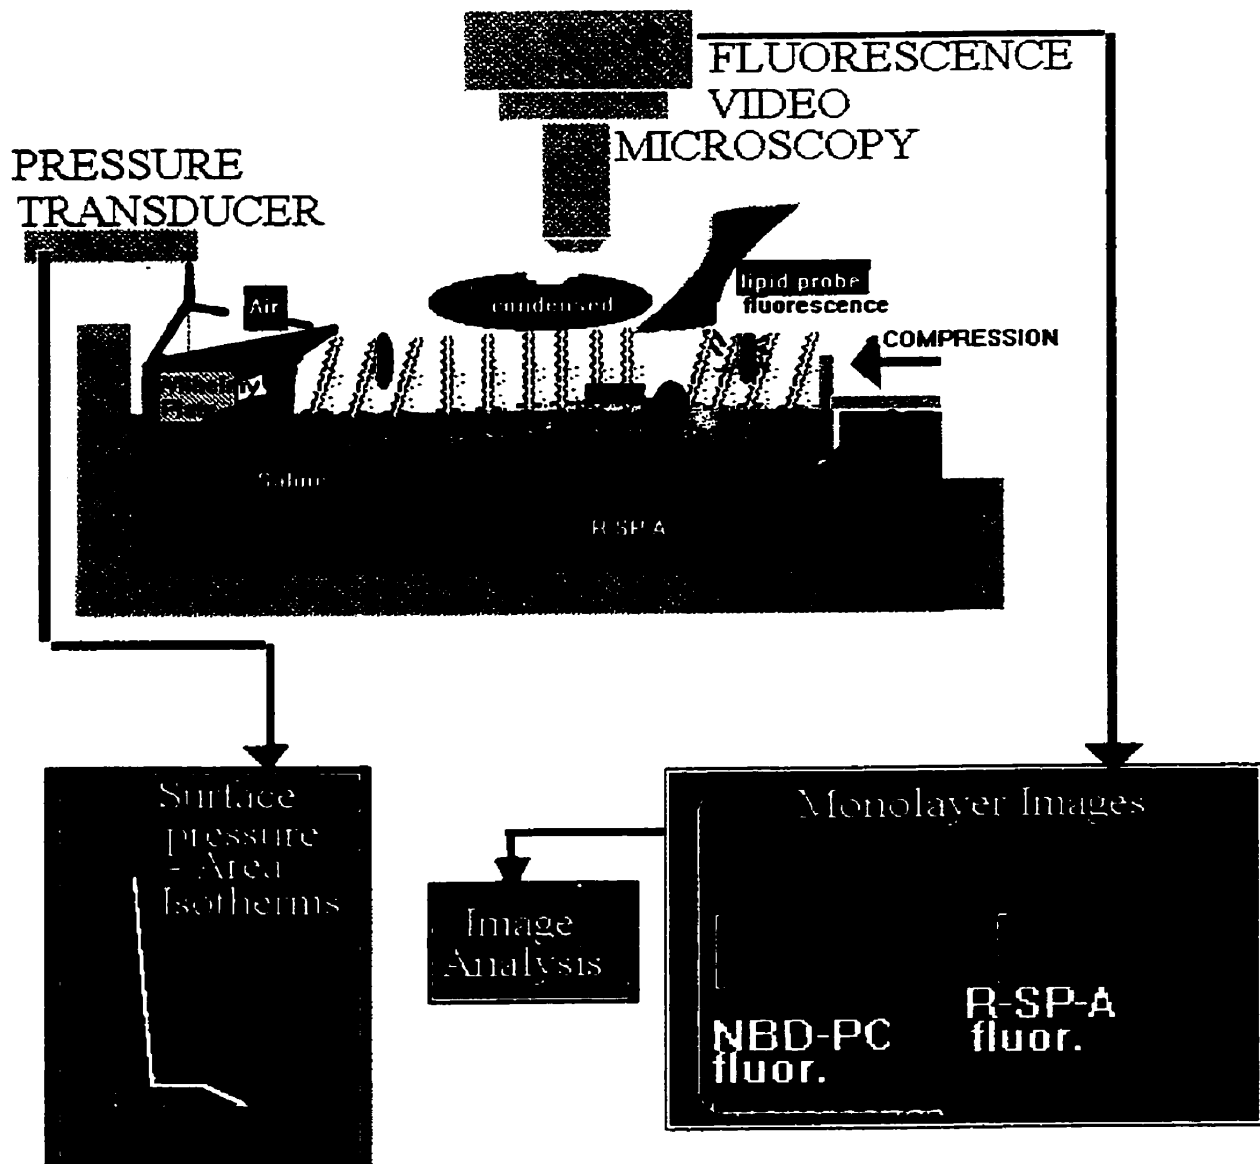 FLUORESCENCE
VIDEO
MICROSCOPY
PRESSURE
TRANSDUCER
Air
condensed
lipid probe
fluorescence
COMPRESSION
Saline
R-SP-A
Surface
pressure
- Area
Isotherms
Monolayer Images
Image
Analysis
NBD-PC
fluor.
R-SP-A
fluor.